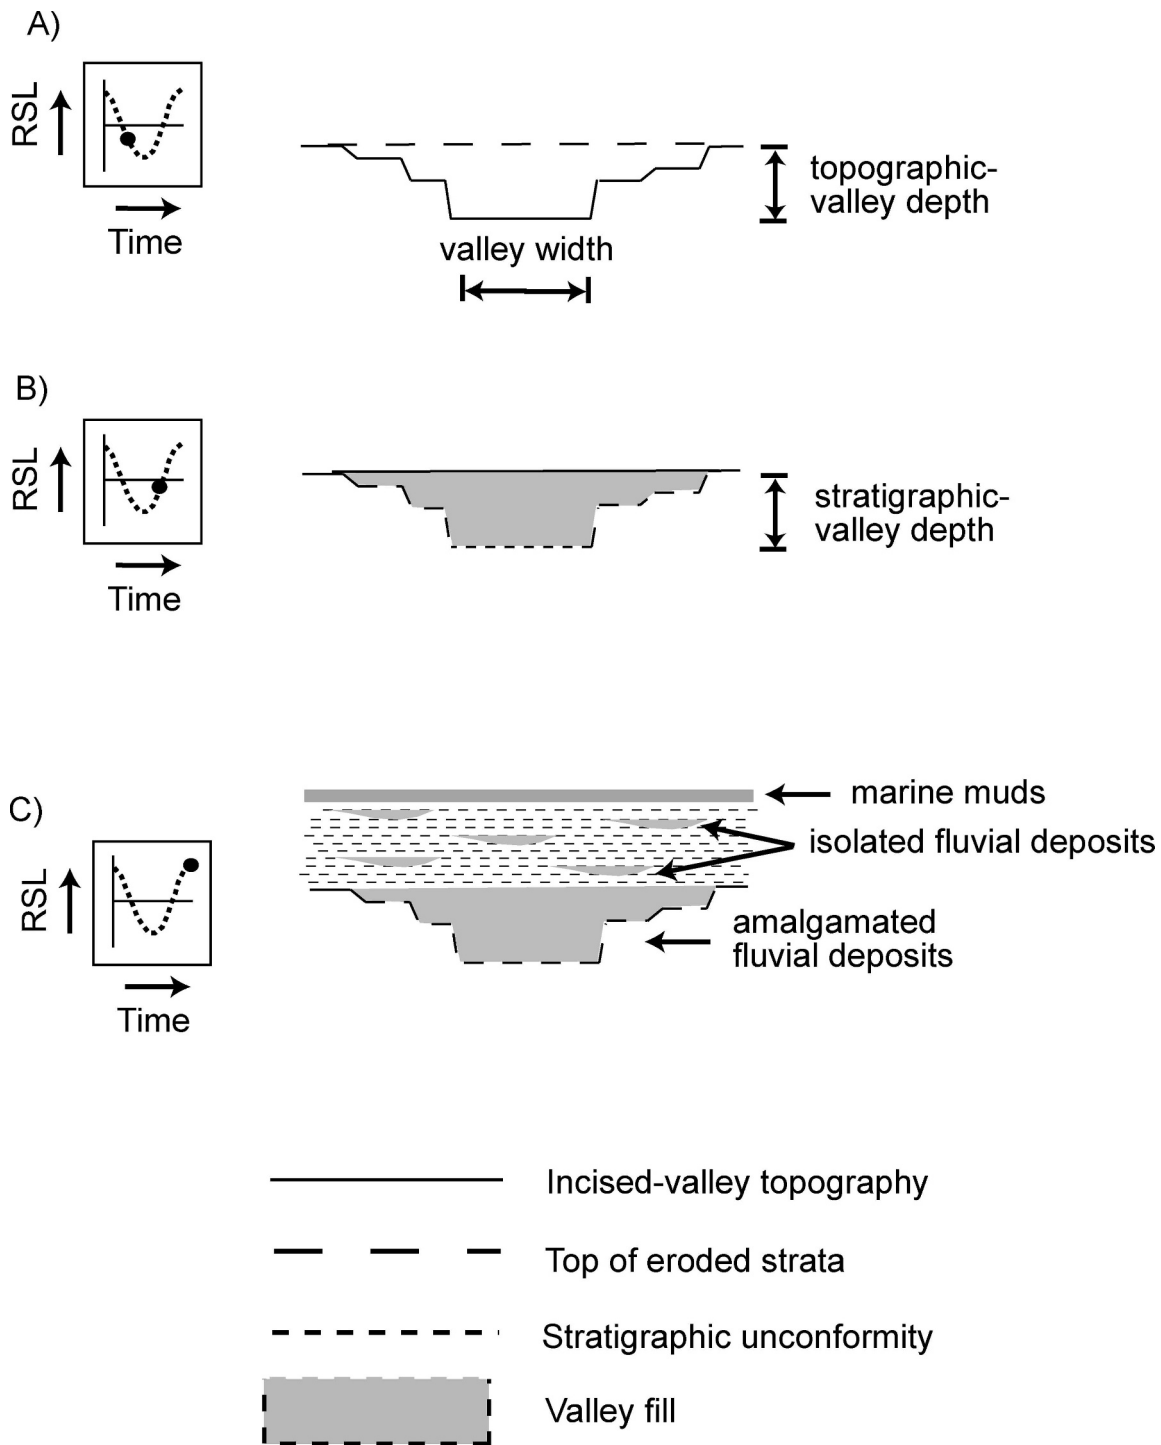 A)
RSL
Time
topographic-
valley depth
valley width
B)
RSL
Time
stratigraphic-
valley depth
C)
RSL
Time
marine muds
isolated fluvial deposits
amalgamated
fluvial deposits
Incised-valley topography
Top of eroded strata
Stratigraphic unconformity
Valley fill